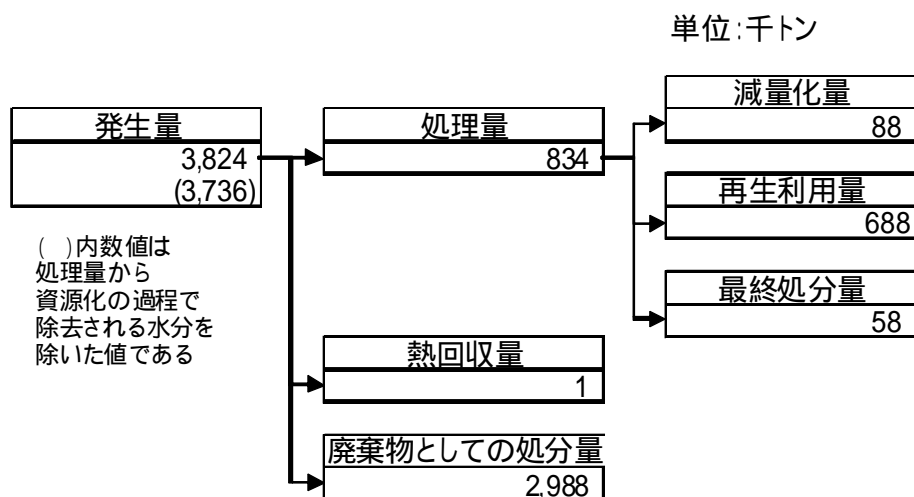 単位:千トン
発生量
3,824
(3,736)
( )内数値は
処理量から
資源化の過程で
除去される水分を
除いた値である
処理量
834
熱回収量
1
廃棄物としての処分量
2,988
減量化量
88
再生利用量
688
最終処分量
58